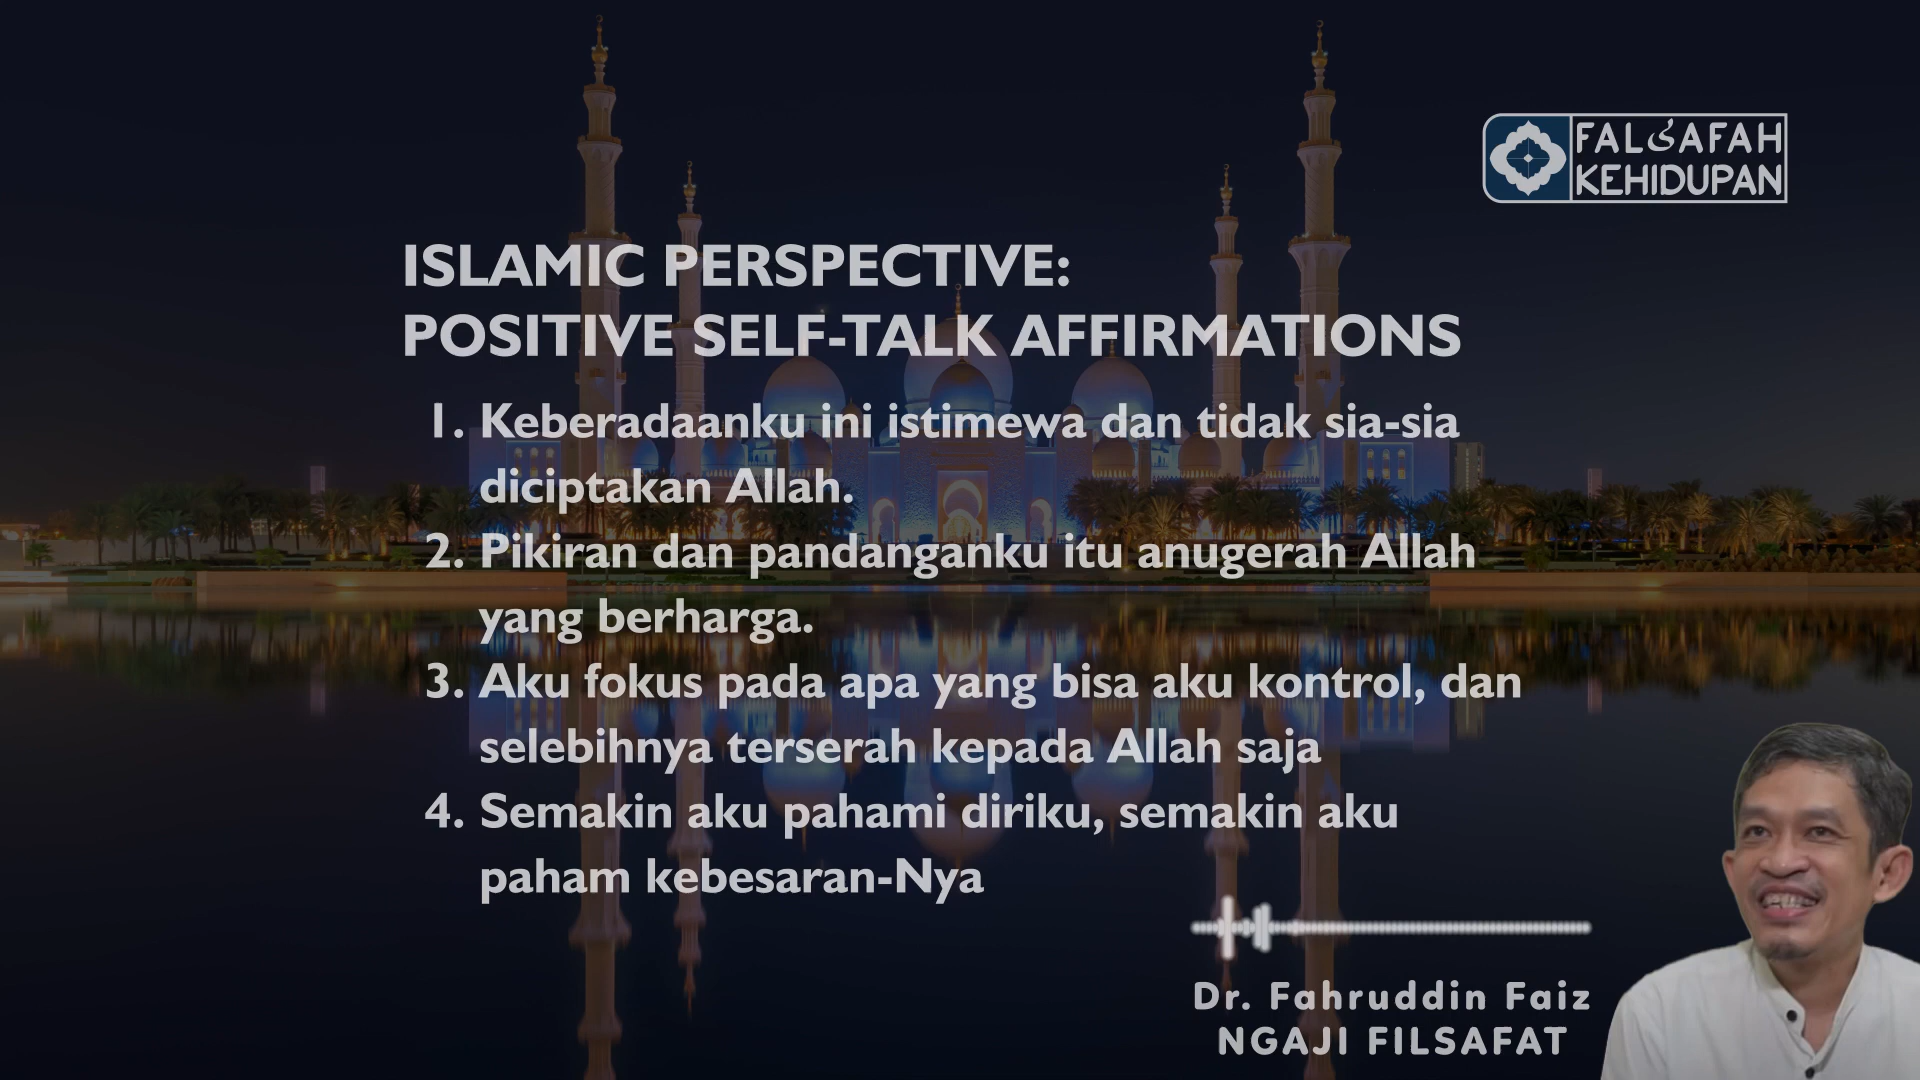 FALSAFAH
KEHIDUPAN
ISLAMIC PERSPECTIVE:
POSITIVE SELF-TALK AFFIRMATIONS
1. Keberadaanku ini istimewa dan tidak sia-sia
diciptakan Allah.
2. Pikiran dan pandanganku itu anugerah Allah
yang berharga.
3. Aku fokus pada apa yang bisa aku kontrol, dan
selebihnya terserah kepada Allah saja
4. Semakin aku pahami diriku, semakin aku
paham kebesaran-Nya
Dr. Fahruddin Faiz
NGAJI FILSAFAT